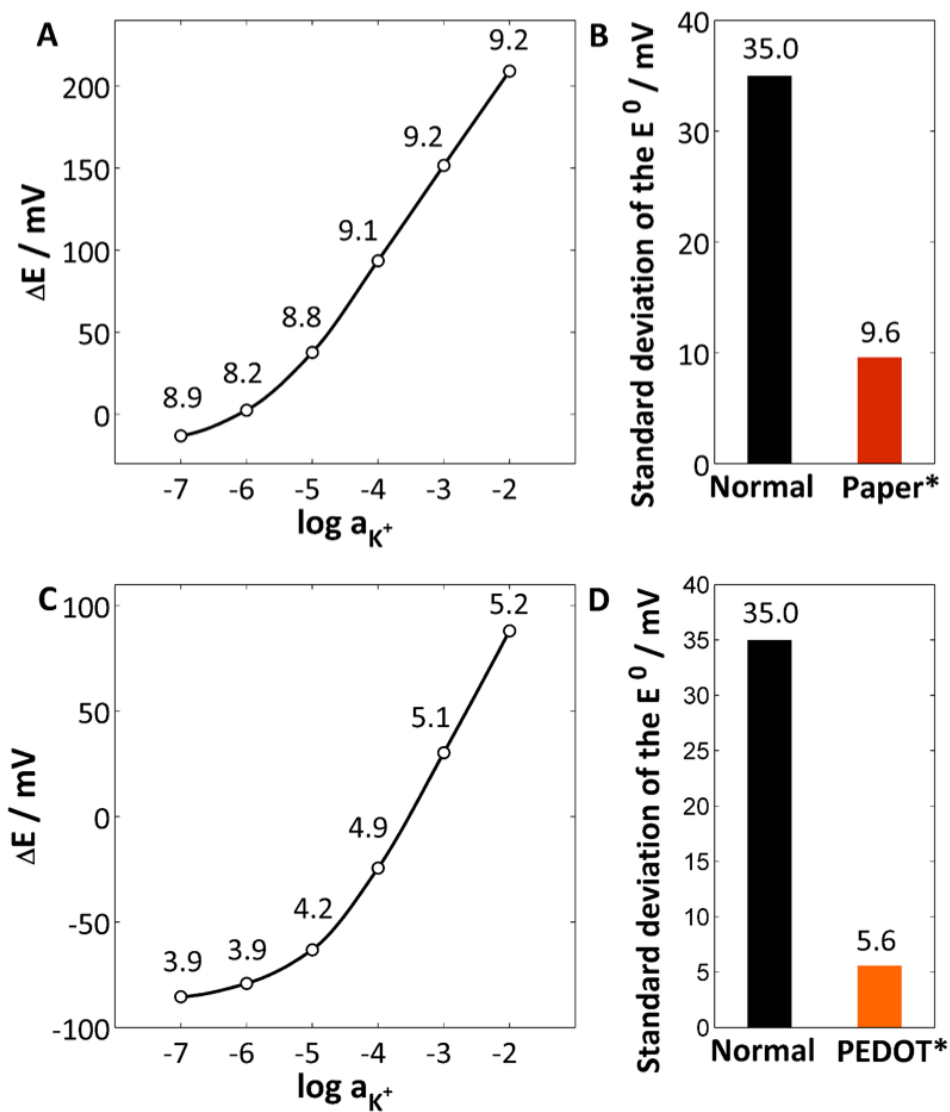 A
ΔE / mV
200
150
100
50
0
8.9
8.2
8.8
9.1
9.2
9.2
-7 -6 -5 -4 -3 -2
log aK+
B
Standard deviation of the E 0 / mV
40
30
20
10
0
35.0
9.6
Normal Paper*
C
ΔE / mV
100
50
0
-50
-100
3.9
3.9
4.2
4.9
5.1
5.2
-7 -6 -5 -4 -3 -2
log aK+
D
Standard deviation of the E 0 / mV
40
35
30
25
20
15
10
5
0
35.0
5.6
Normal PEDOT*